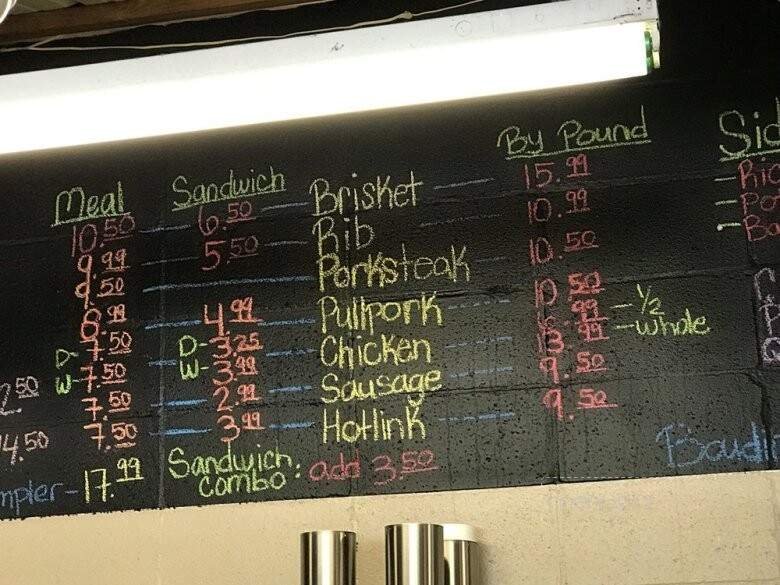 Meal Sandwich By Pound Sid
10.50 6.50 Brisket 15.99
9.99 5.50 Rib 10.99
9.50 Porksteak 10.50
8.99 4.99 Pullpork 10.50
D-7.50 D-3.25 Chicken .99 -1/2
W-7.50 W-3.99 13.99 -whole
7.50 2.99 Sausage 9.50
7.50 3.99 Hotlink 9.50
2.50
14.50
mpler-17.99 Sandwich combo: add 3.50
Boudin